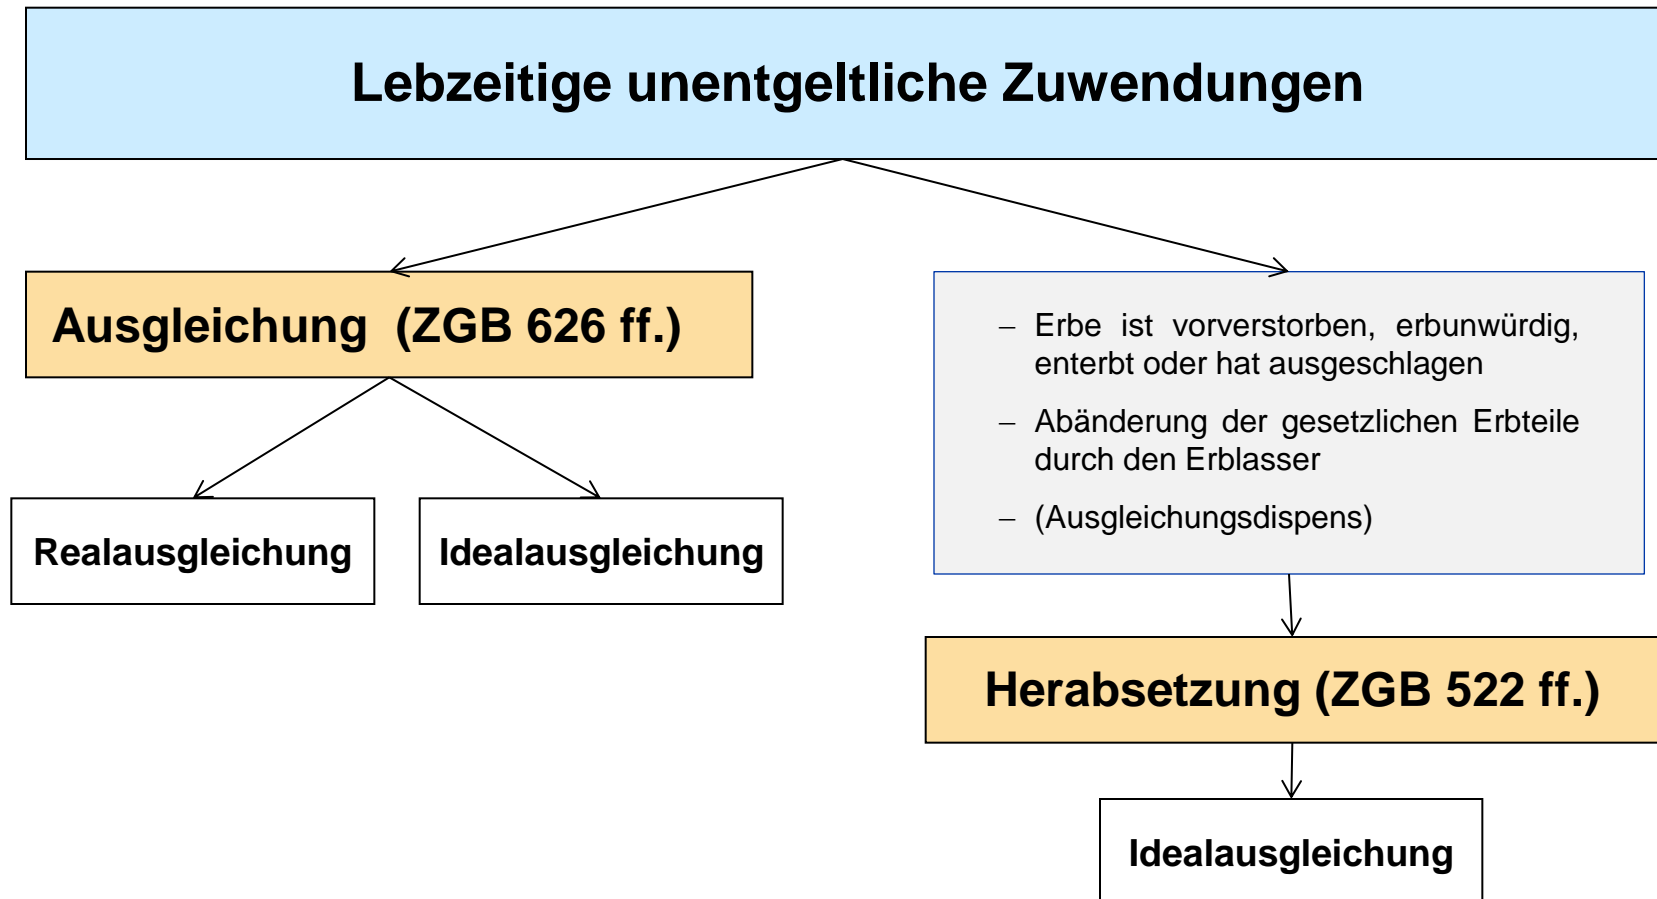 Lebzeitige unentgeltliche Zuwendungen
Ausgleichung (ZGB 626 ff.)
Realausgleichung
Idealausgleichung
– Erbe ist vorverstorben, erbunwürdig,
enterbt oder hat ausgeschlagen
– Abänderung der gesetzlichen Erbteile
durch den Erblasser
– (Ausgleichungsdispens)
Herabsetzung (ZGB 522 ff.)
Idealausgleichung